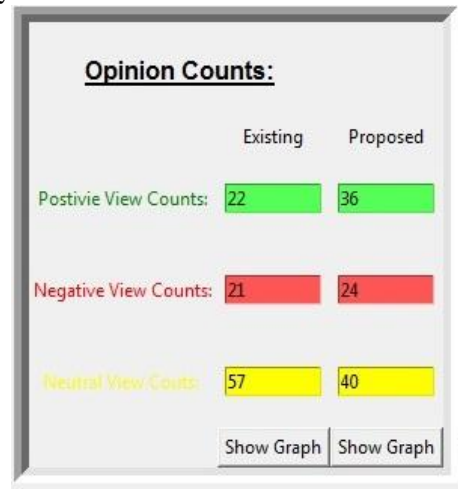 Opinion Counts:
Existing Proposed
Postivie View Counts: 22 36
Negative View Counts: 21 24
Neutral View Couts: 57 40
Show Graph Show Graph